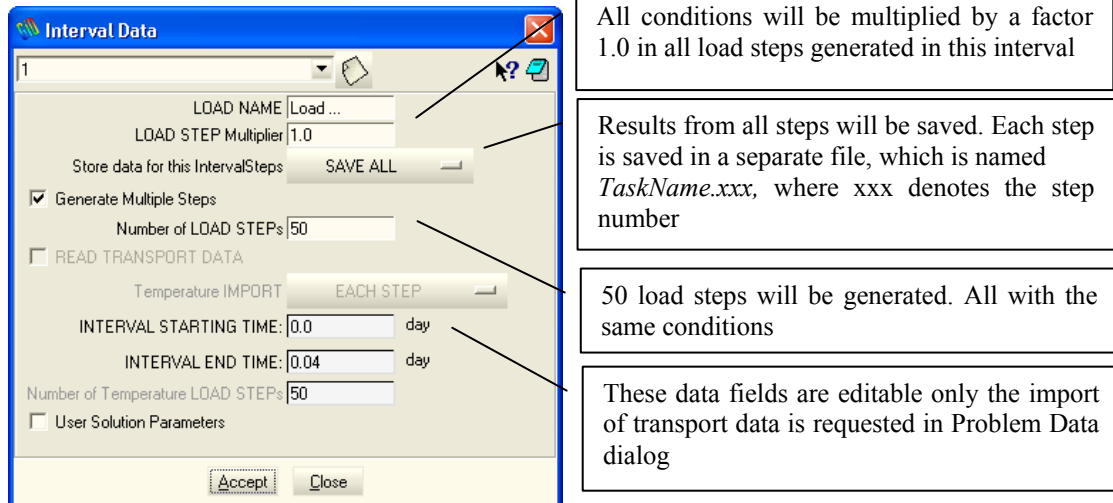 Interval Data
1
LOAD NAME Load ...
LOAD STEP Multiplier 1.0
Store data for this IntervalSteps SAVE ALL
Generate Multiple Steps
Number of LOAD STEPs 50
READ TRANSPORT DATA
Temperature IMPORT EACH STEP
INTERVAL STARTING TIME: 0.0 day
INTERVAL END TIME: 0.04 day
Number of Temperature LOAD STEPs 50
User Solution Parameters
Accept Close
All conditions will be multiplied by a factor
1.0 in all load steps generated in this interval
Results from all steps will be saved. Each step
is saved in a separate file, which is named
TaskName.xxx, where xxx denotes the step
number
50 load steps will be generated. All with the
same conditions
These data fields are editable only the import
of transport data is requested in Problem Data
dialog